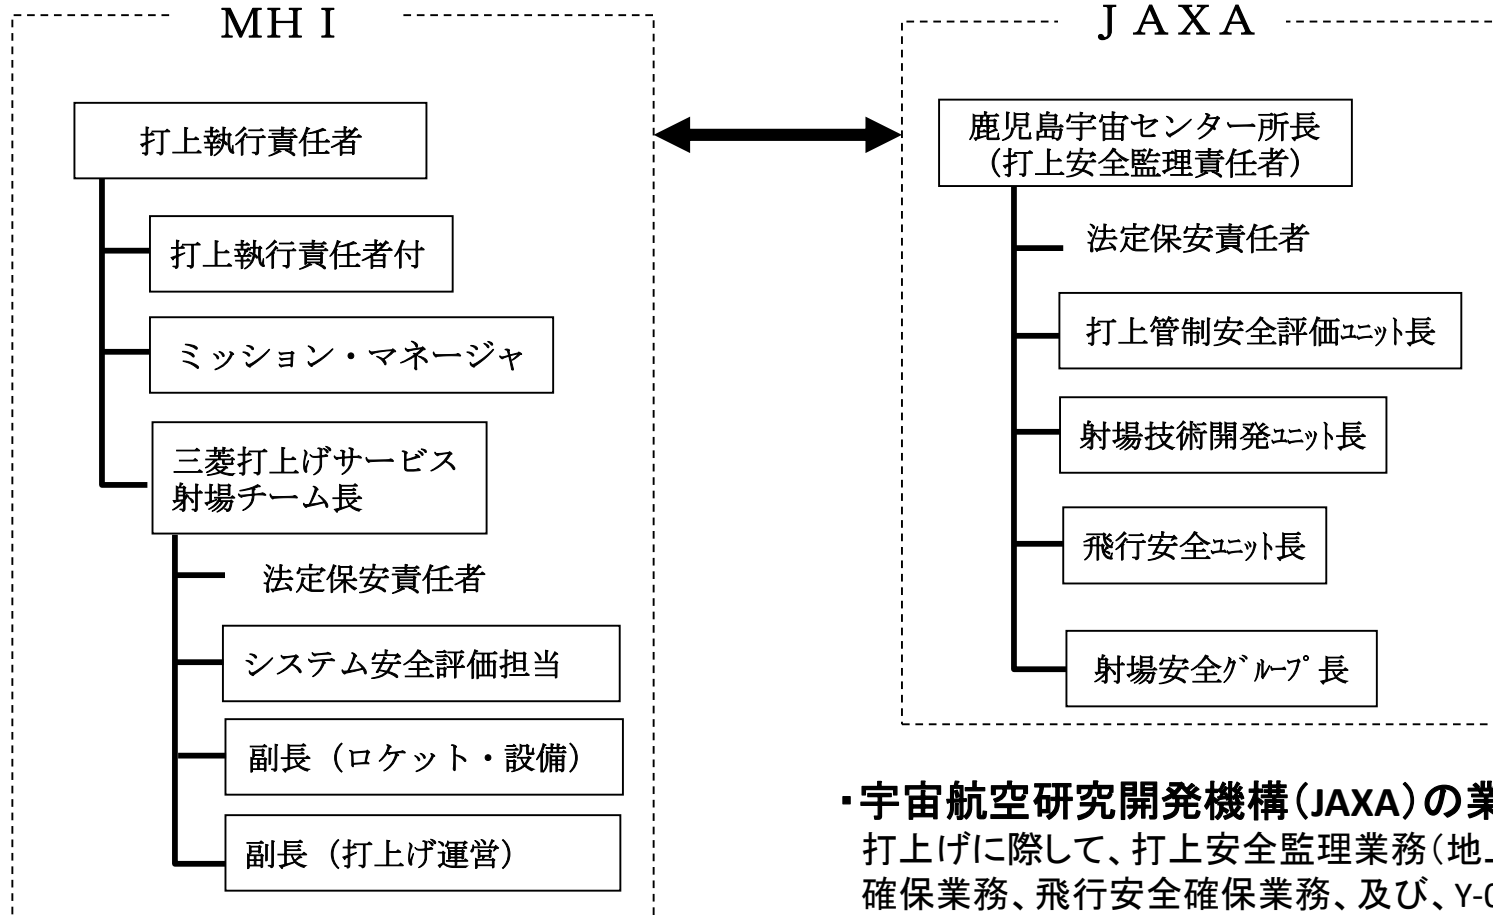 ＭＨＩ
打上執行責任者
打上執行責任者付
ミッション・マネージャ
三菱打上げサービス
射場チーム長
法定保安責任者
システム安全評価担当
副長（ロケット・設備）
副長（打上げ運営）
ＪＡＸＡ
鹿児島宇宙センター所長
（打上安全監理責任者）
法定保安責任者
打上管制安全評価ﾕﾆｯﾄ長
射場技術開発ﾕﾆｯﾄ長
飛行安全ﾕﾆｯﾄ長
射場安全ｸﾞﾙｰﾌﾟ長
・宇宙航空研究開発機構（JAXA）の業
打上げに際して、打上安全監理業務（地上
確保業務、飛行安全確保業務、及び、Y-0